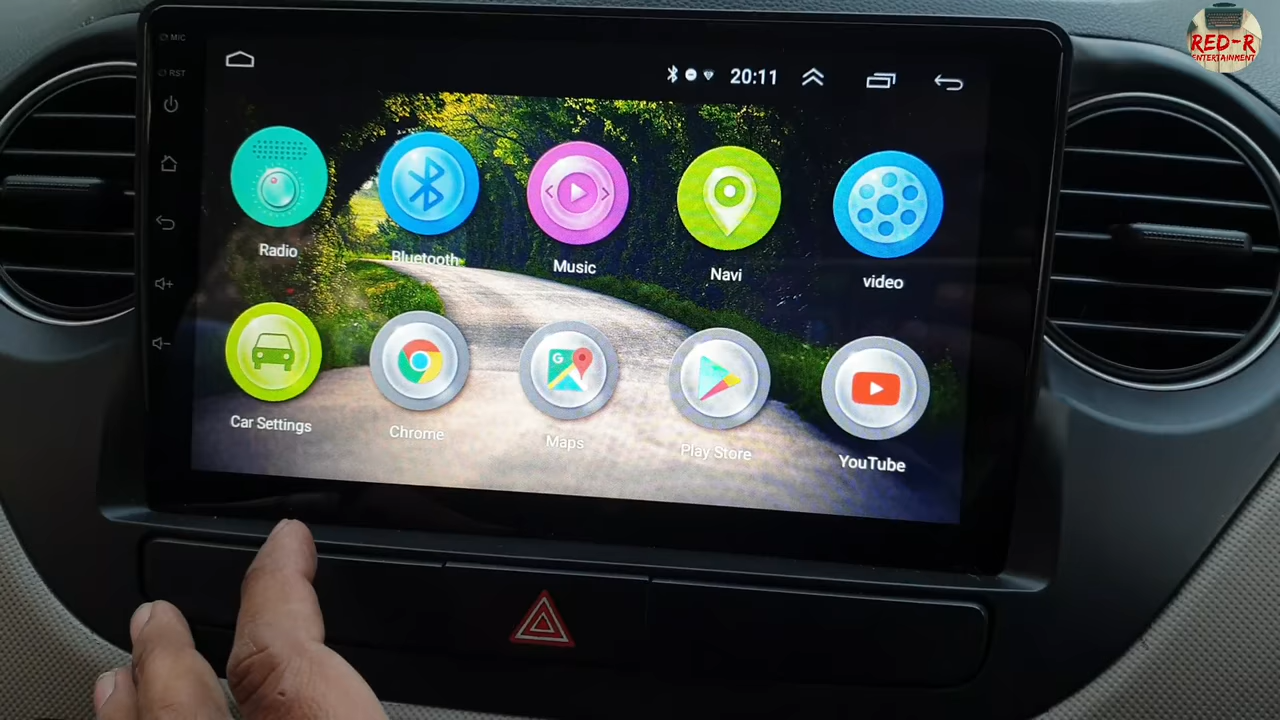 MIC
RST
20:11
RED-R
ENTERTAINMENT
Radio
Bluetooth
Music
Navi
video
Car Settings
Chrome
G
Maps
Play Store
YouTube